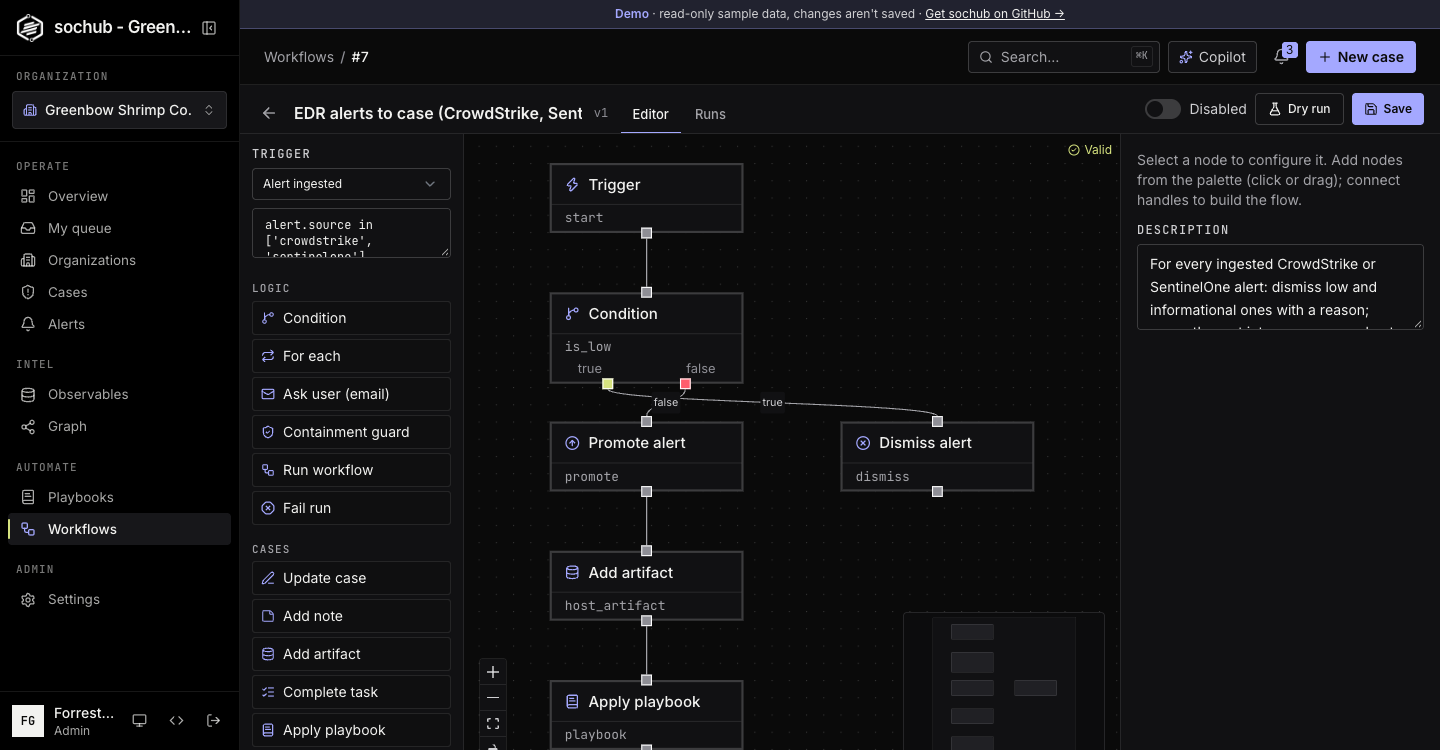 sochub - Green...
ORGANIZATION
Greenbow Shrimp Co.
OPERATE
Overview
My queue
Organizations
Cases
Alerts
INTEL
Observables
Graph
AUTOMATE
Playbooks
Workflows
ADMIN
Settings
FG
Forrest...
Admin
Demo · read-only sample data, changes aren't saved · Get sochub on GitHub →
Workflows / #7
Search...
⌘K
Copilot
3
+ New case
EDR alerts to case (CrowdStrike, Sent
v1
Editor
Runs
Disabled
Dry run
Save
TRIGGER
Alert ingested
alert.source in
['crowdstrike',
'sentinelone']
LOGIC
Condition
For each
Ask user (email)
Containment guard
Run workflow
Fail run
CASES
Update case
Add note
Add artifact
Complete task
Apply playbook
Valid
Trigger
start
Condition
is_low
true
false
false
true
Promote alert
promote
Dismiss alert
dismiss
Add artifact
host_artifact
Apply playbook
playbook
Select a node to configure it. Add nodes
from the palette (click or drag); connect
handles to build the flow.
DESCRIPTION
For every ingested CrowdStrike or
SentinelOne alert: dismiss low and
informational ones with a reason;